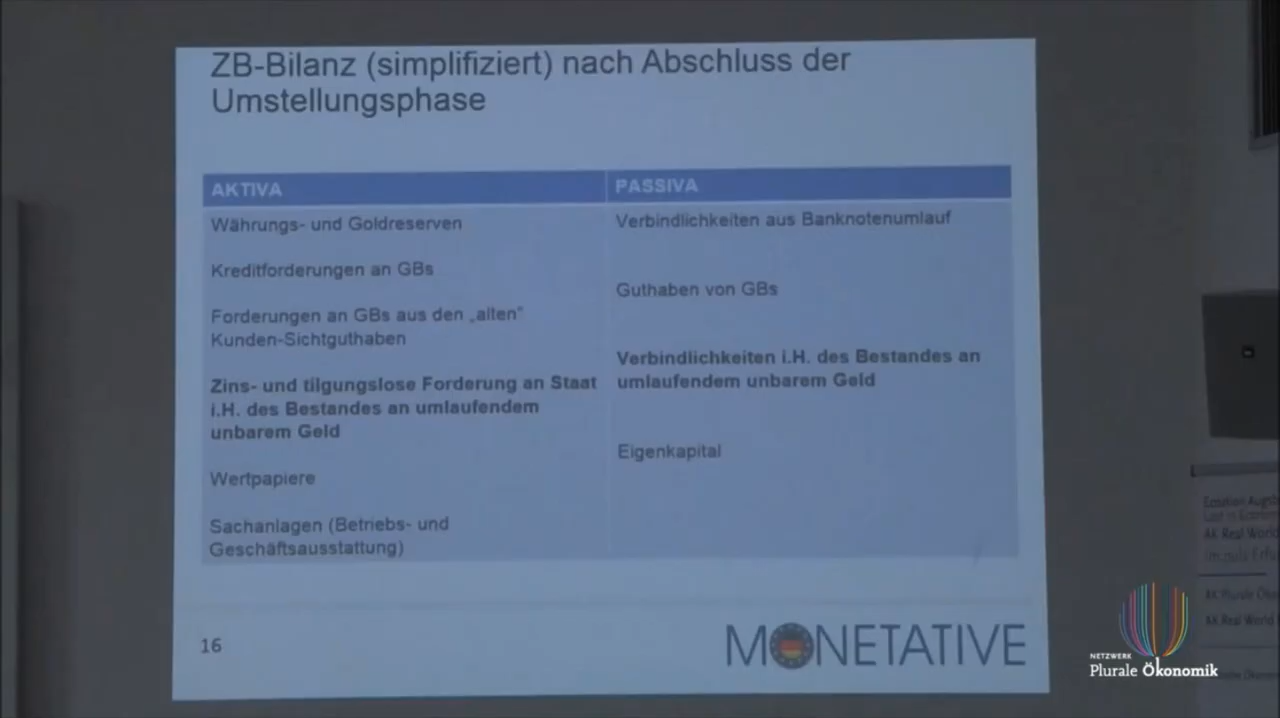 ZB-Bilanz (simplifiziert) nach Abschluss der
Umstellungsphase
AKTIVA
Währungs- und Goldreserven
Kreditforderungen an GBs
Forderungen an GBs aus den „alten“
Kunden-Sichtguthaben
Zins- und tilgungslose Forderung an Staat
i.H. des Bestandes an umlaufendem
unbarem Geld
Wertpapiere
Sachanlagen (Betriebs- und
Geschäftsausstattung)
PASSIVA
Verbindlichkeiten aus Banknotenumlauf
Guthaben von GBs
Verbindlichkeiten i.H. des Bestandes an
umlaufendem unbarem Geld
Eigenkapital
16
MONETATIVE
AK Real World
NETZWERK
Plurale Ökonomik